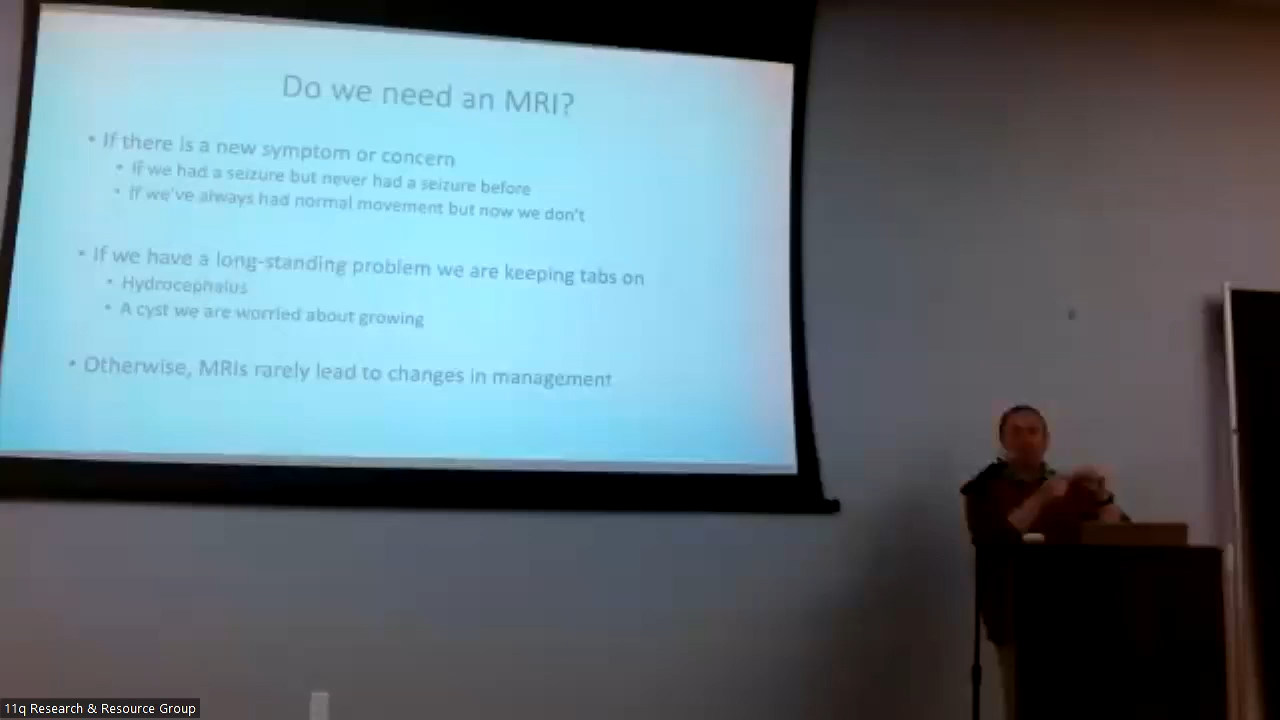 Do we need an MRI?
• If there is a new symptom or concern
• If we had a seizure but never had a seizure before
• If we've always had normal movement but now we don't
• If we have a long-standing problem we are keeping tabs on
• Hydrocephalus
• A cyst we are worried about growing
• Otherwise, MRIs rarely lead to changes in management
11q Research & Resource Group